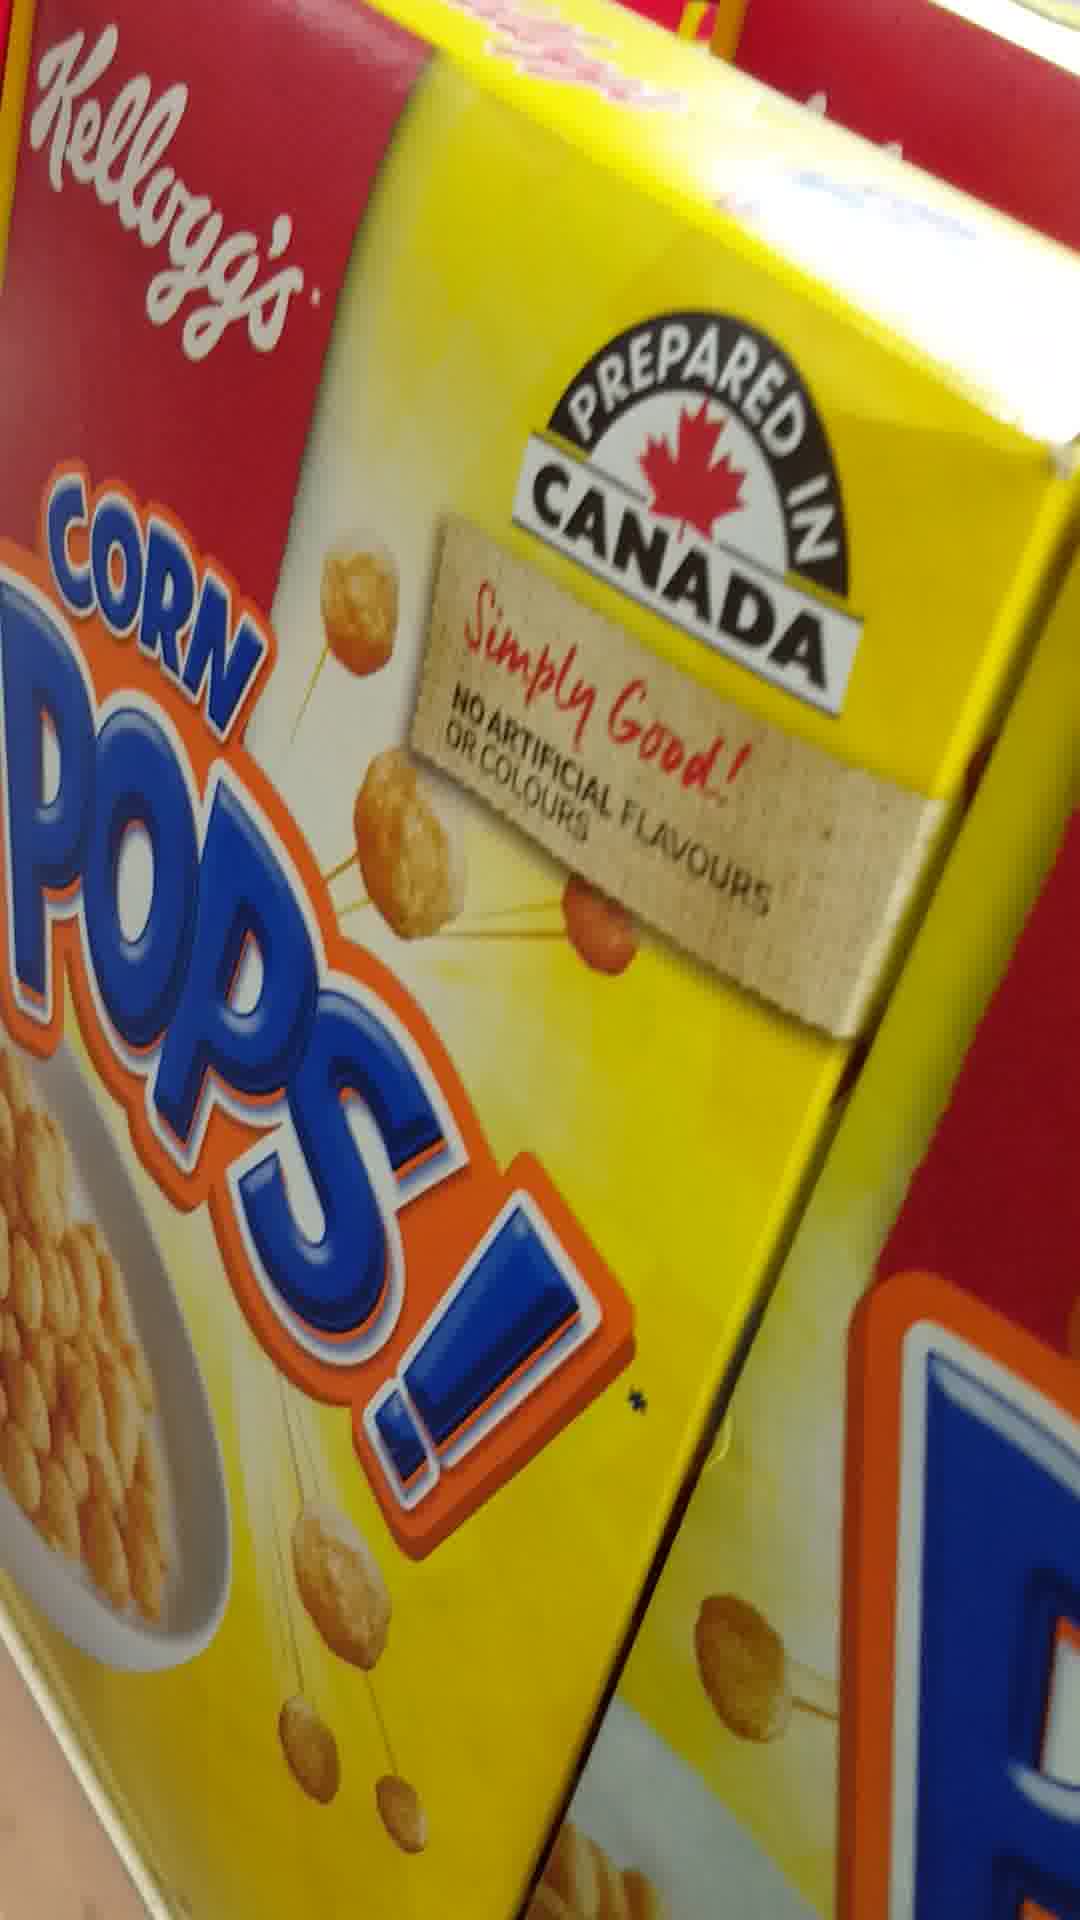 Kellogg's
CORN
POPS!
PREPARED IN
CANADA
Simply Good!
NO ARTIFICIAL FLAVOURS
OR COLOURS